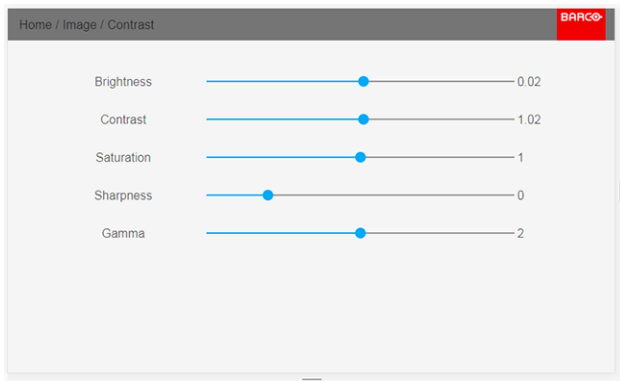 Home / Image / Contrast
BARCO
Brightness 0.02
Contrast 1.02
Saturation 1
Sharpness 0
Gamma 2